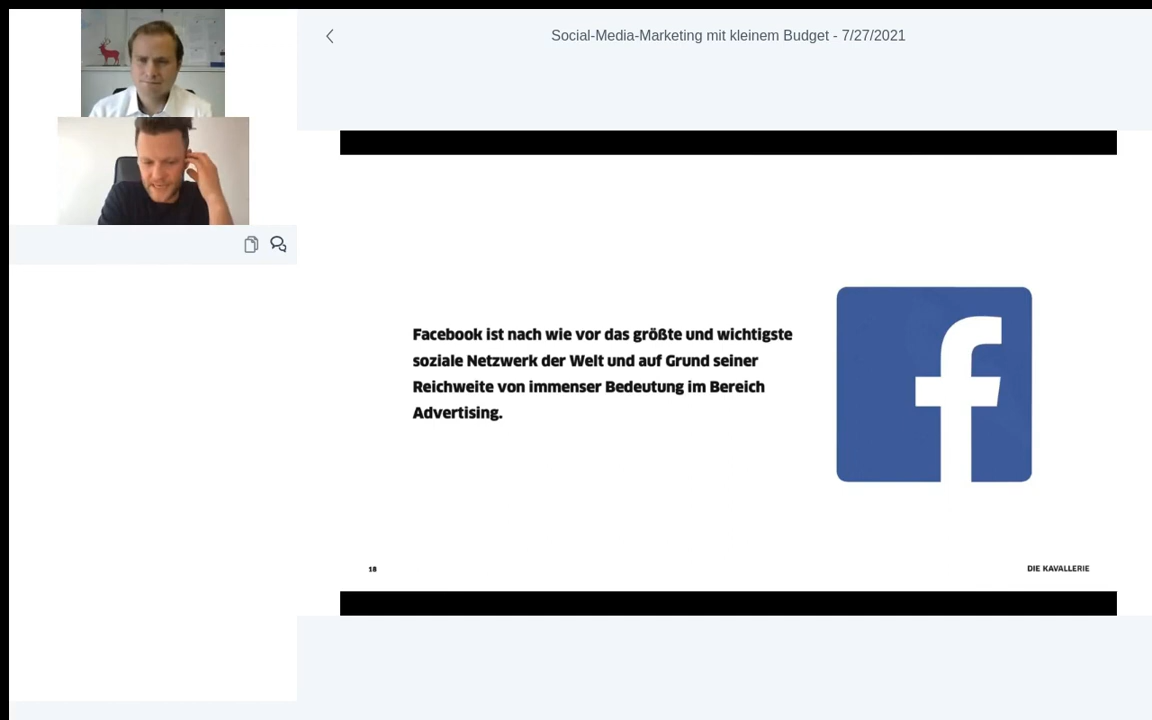 Social-Media-Marketing mit kleinem Budget - 7/27/2021
Facebook ist nach wie vor das größte und wichtigste
soziale Netzwerk der Welt und auf Grund seiner
Reichweite von immenser Bedeutung im Bereich
Advertising.
18
DIE KAVALLERIE